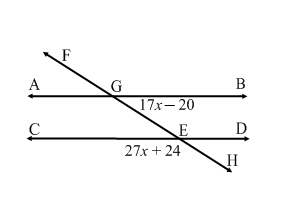 F
A G B
17x – 20
C E D
27x + 24
H